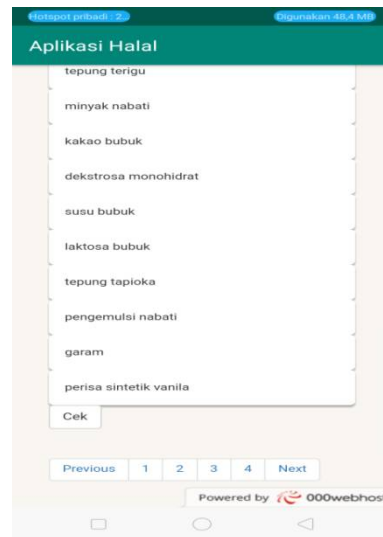 Hotspot pribadi : 2... Digunakan 48,4 MB
Aplikasi Halal
tepung terigu
minyak nabati
kakao bubuk
dekstrosa monohidrat
susu bubuk
laktosa bubuk
tepung tapioka
pengemulsi nabati
garam
perisa sintetik vanila
Cek
Previous 1 2 3 4 Next
Powered by 000webhos